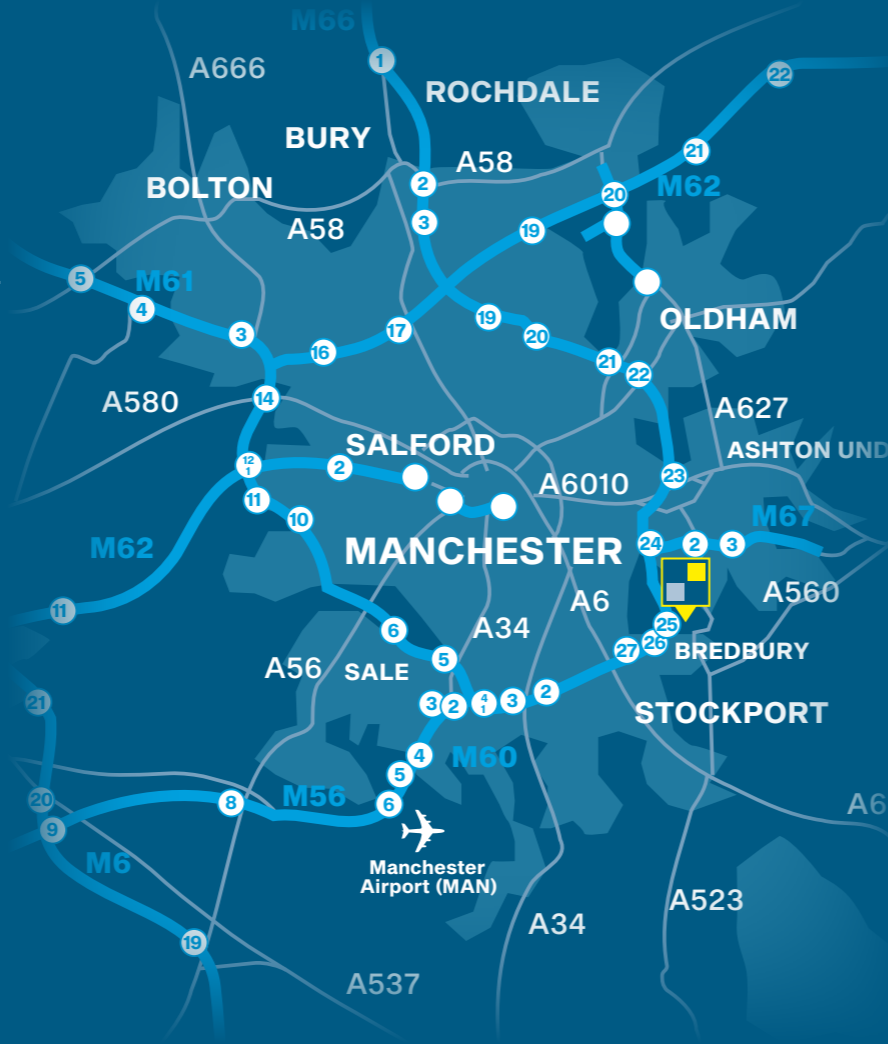 M66
1
A666
22
ROCHDALE
BURY
21
A58
2
BOLTON
20
M62
3
19
A58
5
M61
4
19
3
17
20
16
21
22
14
A580
A627
SALFORD
ASHTON UND
12
1
2
23
A6010
11
10
M67
M62
MANCHESTER
24
2
3
A560
A6
11
25
6
A34
26
27
BREDBURY
5
A56
SALE
2
21
3
2
4
1
3
STOCKPORT
4
M60
5
M56
20
8
6
A6
9
M6
Manchester
Airport (MAN)
A523
A34
19
A537